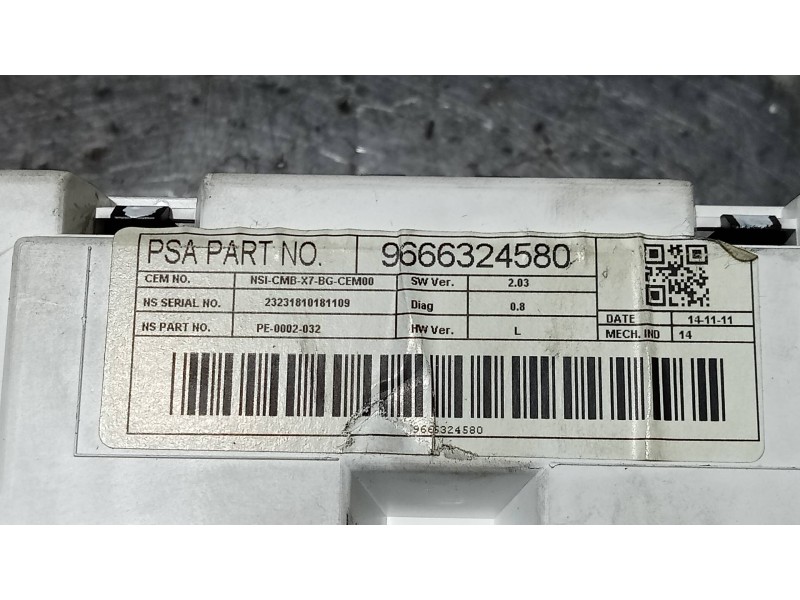 PSA PART NO. 9666324580
CEM NO. NSI-CMB-X7-BG-CEM00 SW Ver. 2.03
NS SERIAL NO. 23231810181109 Diag 0.8
NS PART NO. PE-0002-032 HW Ver. L
DATE 14-11-11
MECH. IND 14
9666324580